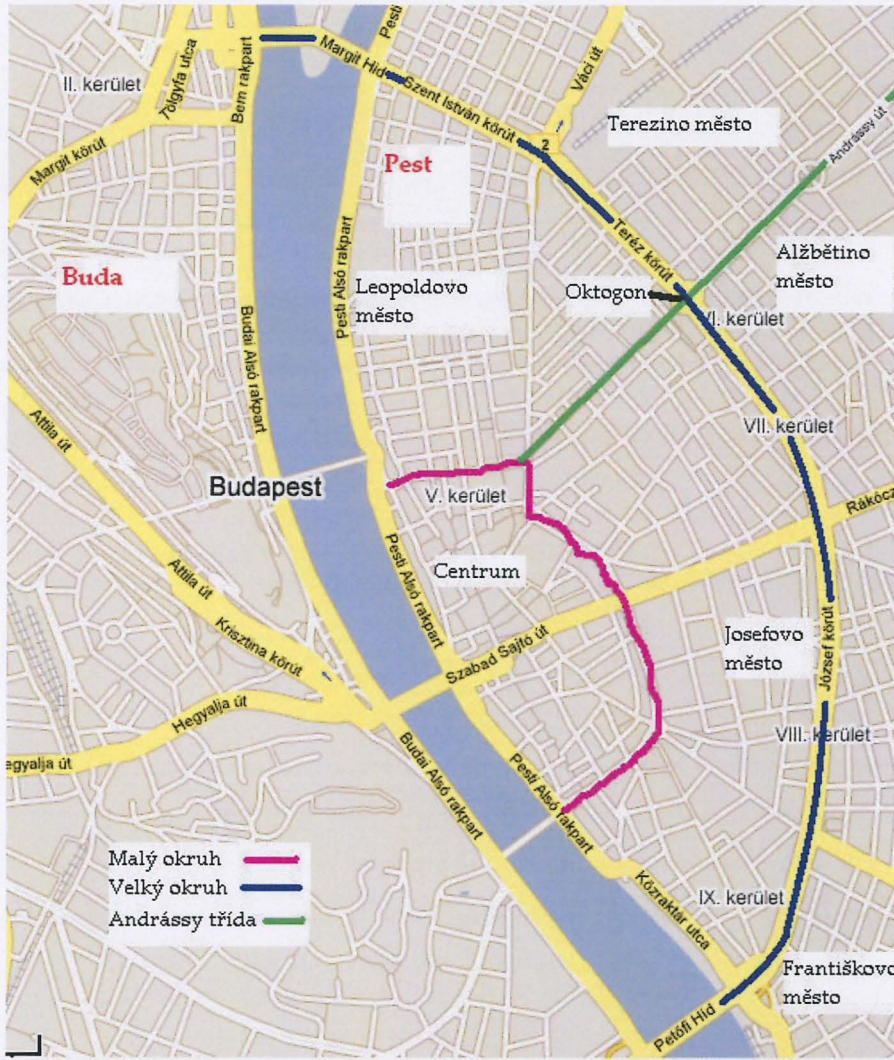 Pesti
Margit Híd
II. kerület
Tölgyfa utca
Bem rakpart
Szent István körút
Váci út
2
Terezino město
Andrássy út
Margit körút
Pest
Pesti Alsó rakpart
Teréz körút
Buda
Leopoldovo
město
Oktogon
Alžbětino
město
VI. kerület
Budai Alsó rakpart
Attila út
VII. kerület
Budapest
V. kerület
Rákócz
Pesti Alsó rakpart
Centrum
Attila út
Krisztina körút
Szabad Sajtó út
Josefovo
město
József körút
Hegyalja út
VIII. kerület
egyalja út
Budai Alsó rakpart
Pesti Alsó rakpart
Malý okruh
Velký okruh
Andrássy třída
Közraktár utca
IX. kerület
Františkovo
město
Petőfi Híd